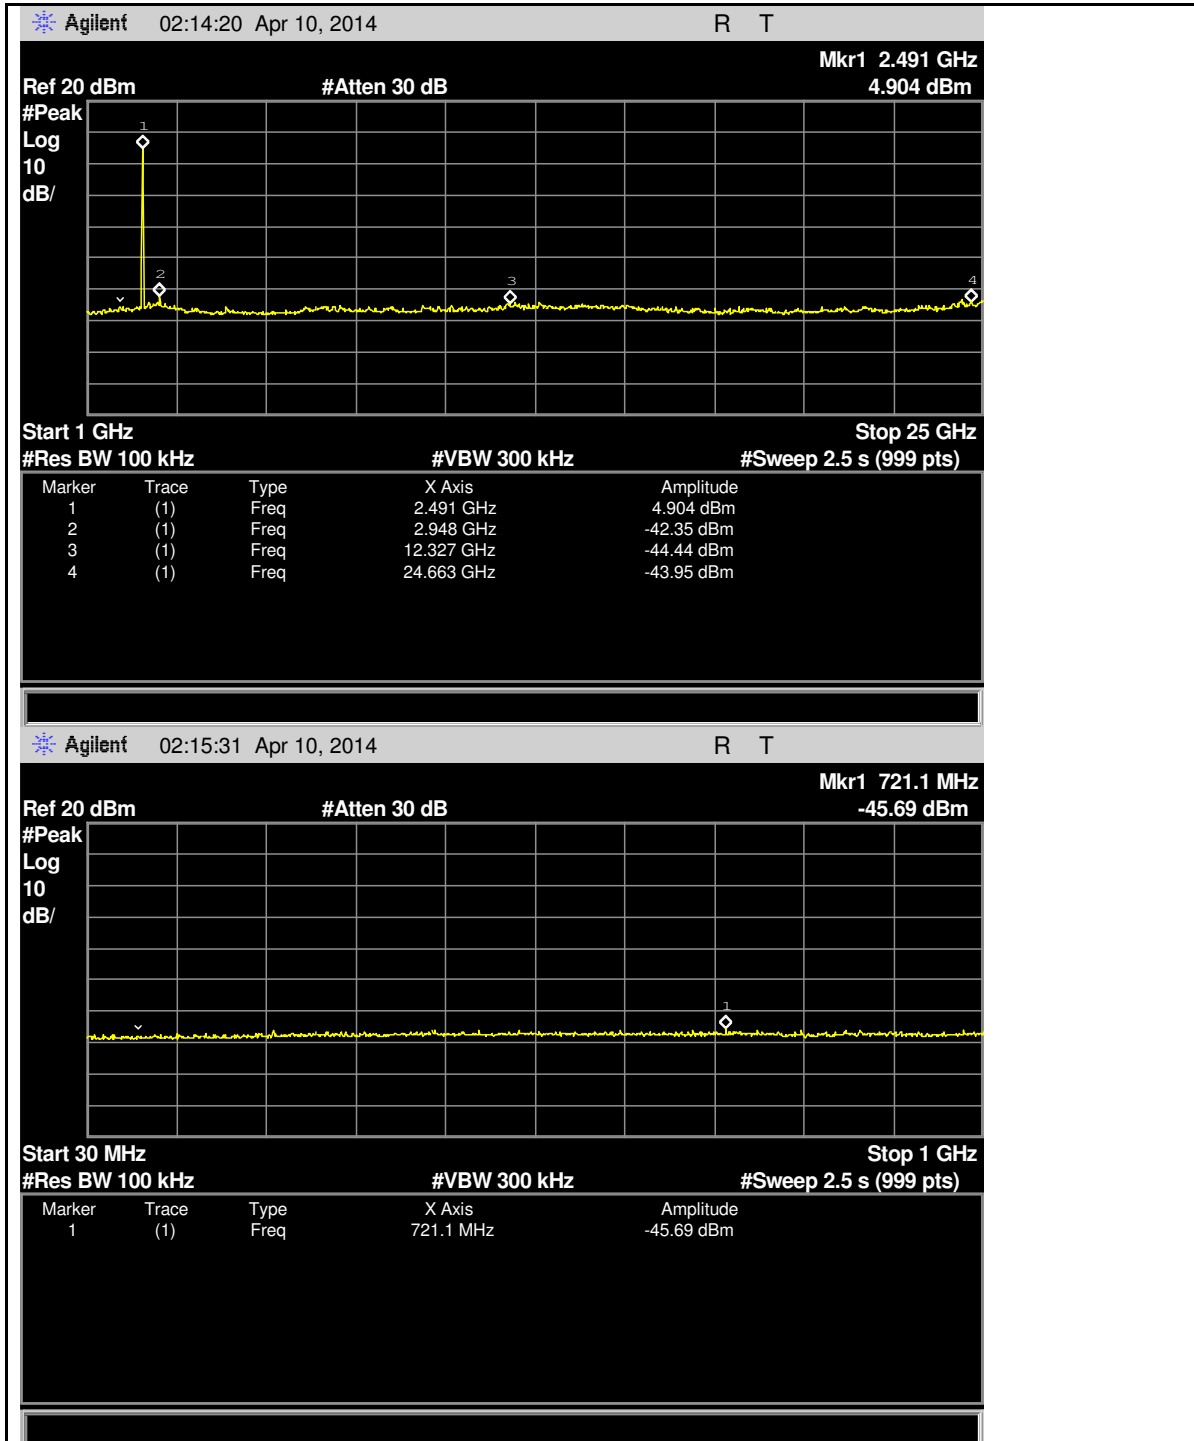 Agilent 02:14:20 Apr 10, 2014 R T
Mkr1 2.491 GHz
Ref 20 dBm #Atten 30 dB 4.904 dBm
#Peak
Log
10
dB/
1
2
3
4
Start 1 GHz Stop 25 GHz
#Res BW 100 kHz #VBW 300 kHz #Sweep 2.5 s (999 pts)
Marker Trace Type X Axis Amplitude
1 (1) Freq 2.491 GHz 4.904 dBm
2 (1) Freq 2.948 GHz -42.35 dBm
3 (1) Freq 12.327 GHz -44.44 dBm
4 (1) Freq 24.663 GHz -43.95 dBm
Agilent 02:15:31 Apr 10, 2014 R T
Mkr1 721.1 MHz
Ref 20 dBm #Atten 30 dB -45.69 dBm
#Peak
Log
10
dB/
1
Start 30 MHz Stop 1 GHz
#Res BW 100 kHz #VBW 300 kHz #Sweep 2.5 s (999 pts)
Marker Trace Type X Axis Amplitude
1 (1) Freq 721.1 MHz -45.69 dBm